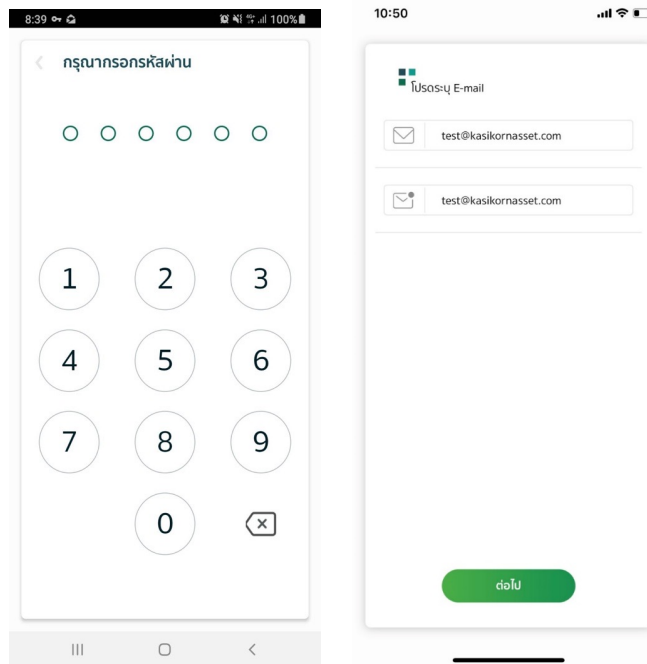 8:39
100%
กรุณากรอกรหัสผ่าน
1 2 3
4 5 6
7 8 9
0
10:50
โปรดระบุ E-mail
test@kasikornasset.com
test@kasikornasset.com
ต่อไป